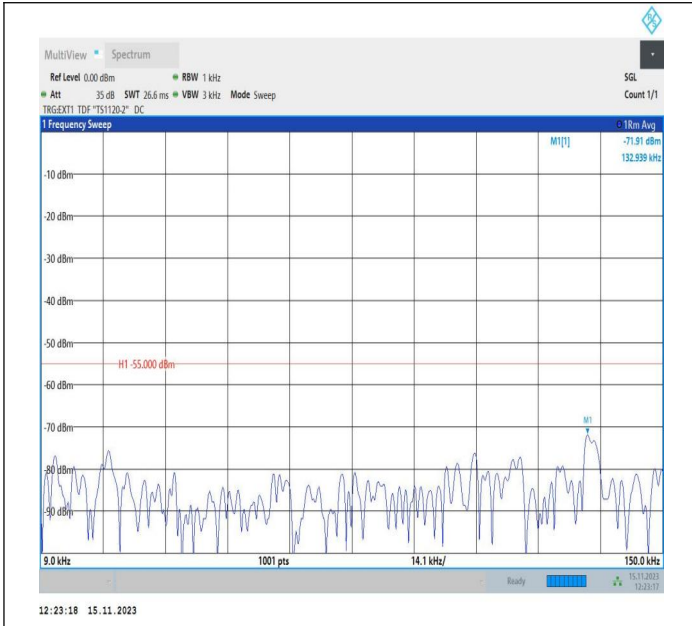 R&S
MultiView Spectrum
Ref Level 0.00 dBm RBW 1 kHz SGL
Att 35 dB SWT 26.6 ms VBW 3 kHz Mode Sweep Count 1/1
TRG:EXT1 TDF "TS1120-2" DC
1 Frequency Sweep 1Rm Avg
M1[1] -71.91 dBm
132.939 kHz
-10 dBm
-20 dBm
-30 dBm
-40 dBm
-50 dBm
H1 -55.000 dBm
-60 dBm
-70 dBm
M1
-80 dBm
-90 dBm
9.0 kHz 1001 pts 14.1 kHz/ 150.0 kHz
Ready 15.11.2023
12:23:17
12:23:18 15.11.2023